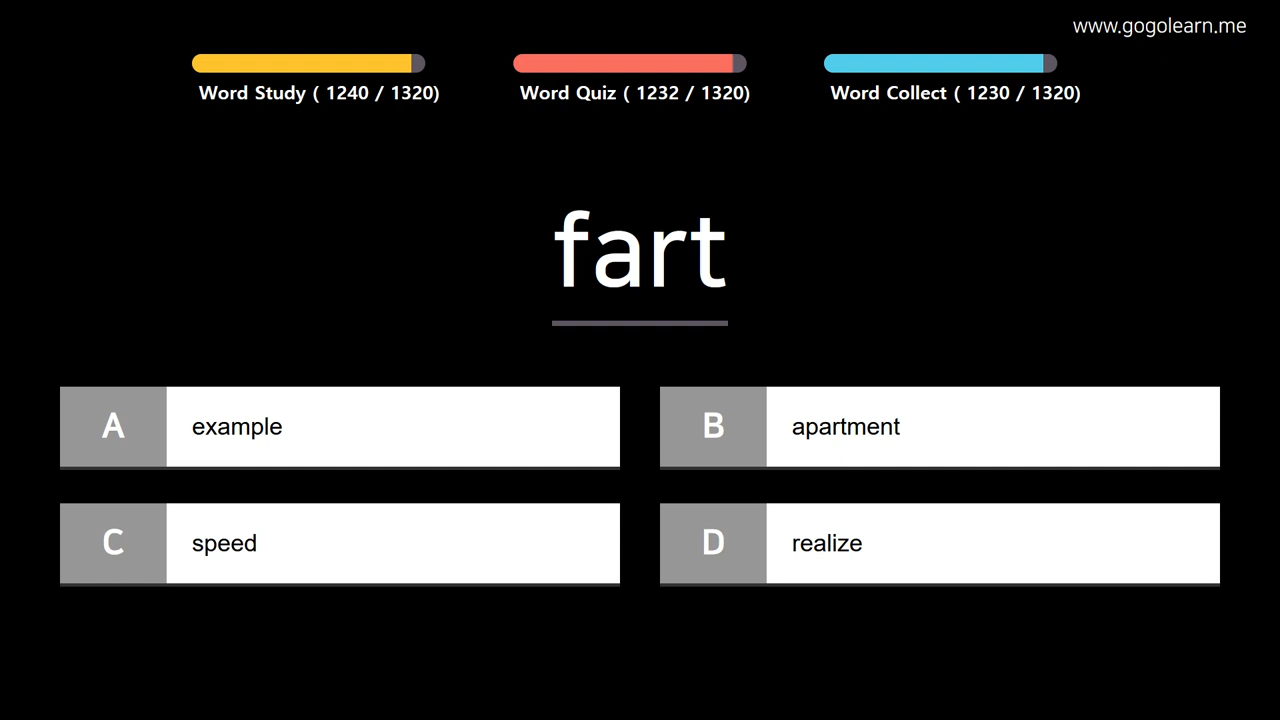 www.gogolearn.me
Word Study ( 1240 / 1320)
Word Quiz ( 1232 / 1320)
Word Collect ( 1230 / 1320)
fart
A example
B apartment
C speed
D realize